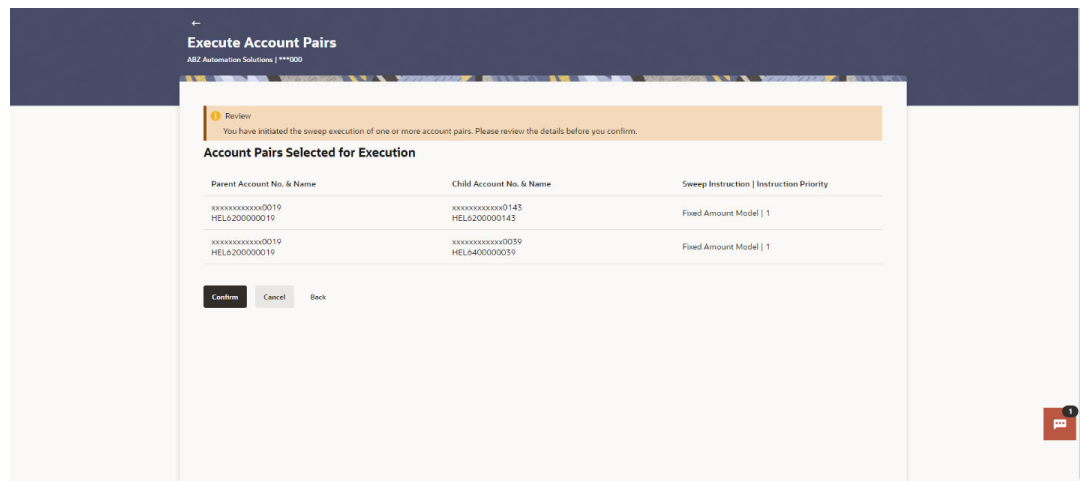 ←
Execute Account Pairs
ABZ Automation Solutions | ***000
Review
You have initiated the sweep execution of one or more account pairs. Please review the details before you confirm.
Account Pairs Selected for Execution
Parent Account No. & Name Child Account No. & Name Sweep Instruction | Instruction Priority
xxxxxxxxxxxx0019 xxxxxxxxxxxx0143 Fixed Amount Model | 1
HEL6200000019 HEL6200000143
xxxxxxxxxxxx0019 xxxxxxxxxxxx0039 Fixed Amount Model | 1
HEL6200000019 HEL6400000039
Confirm Cancel Back
1